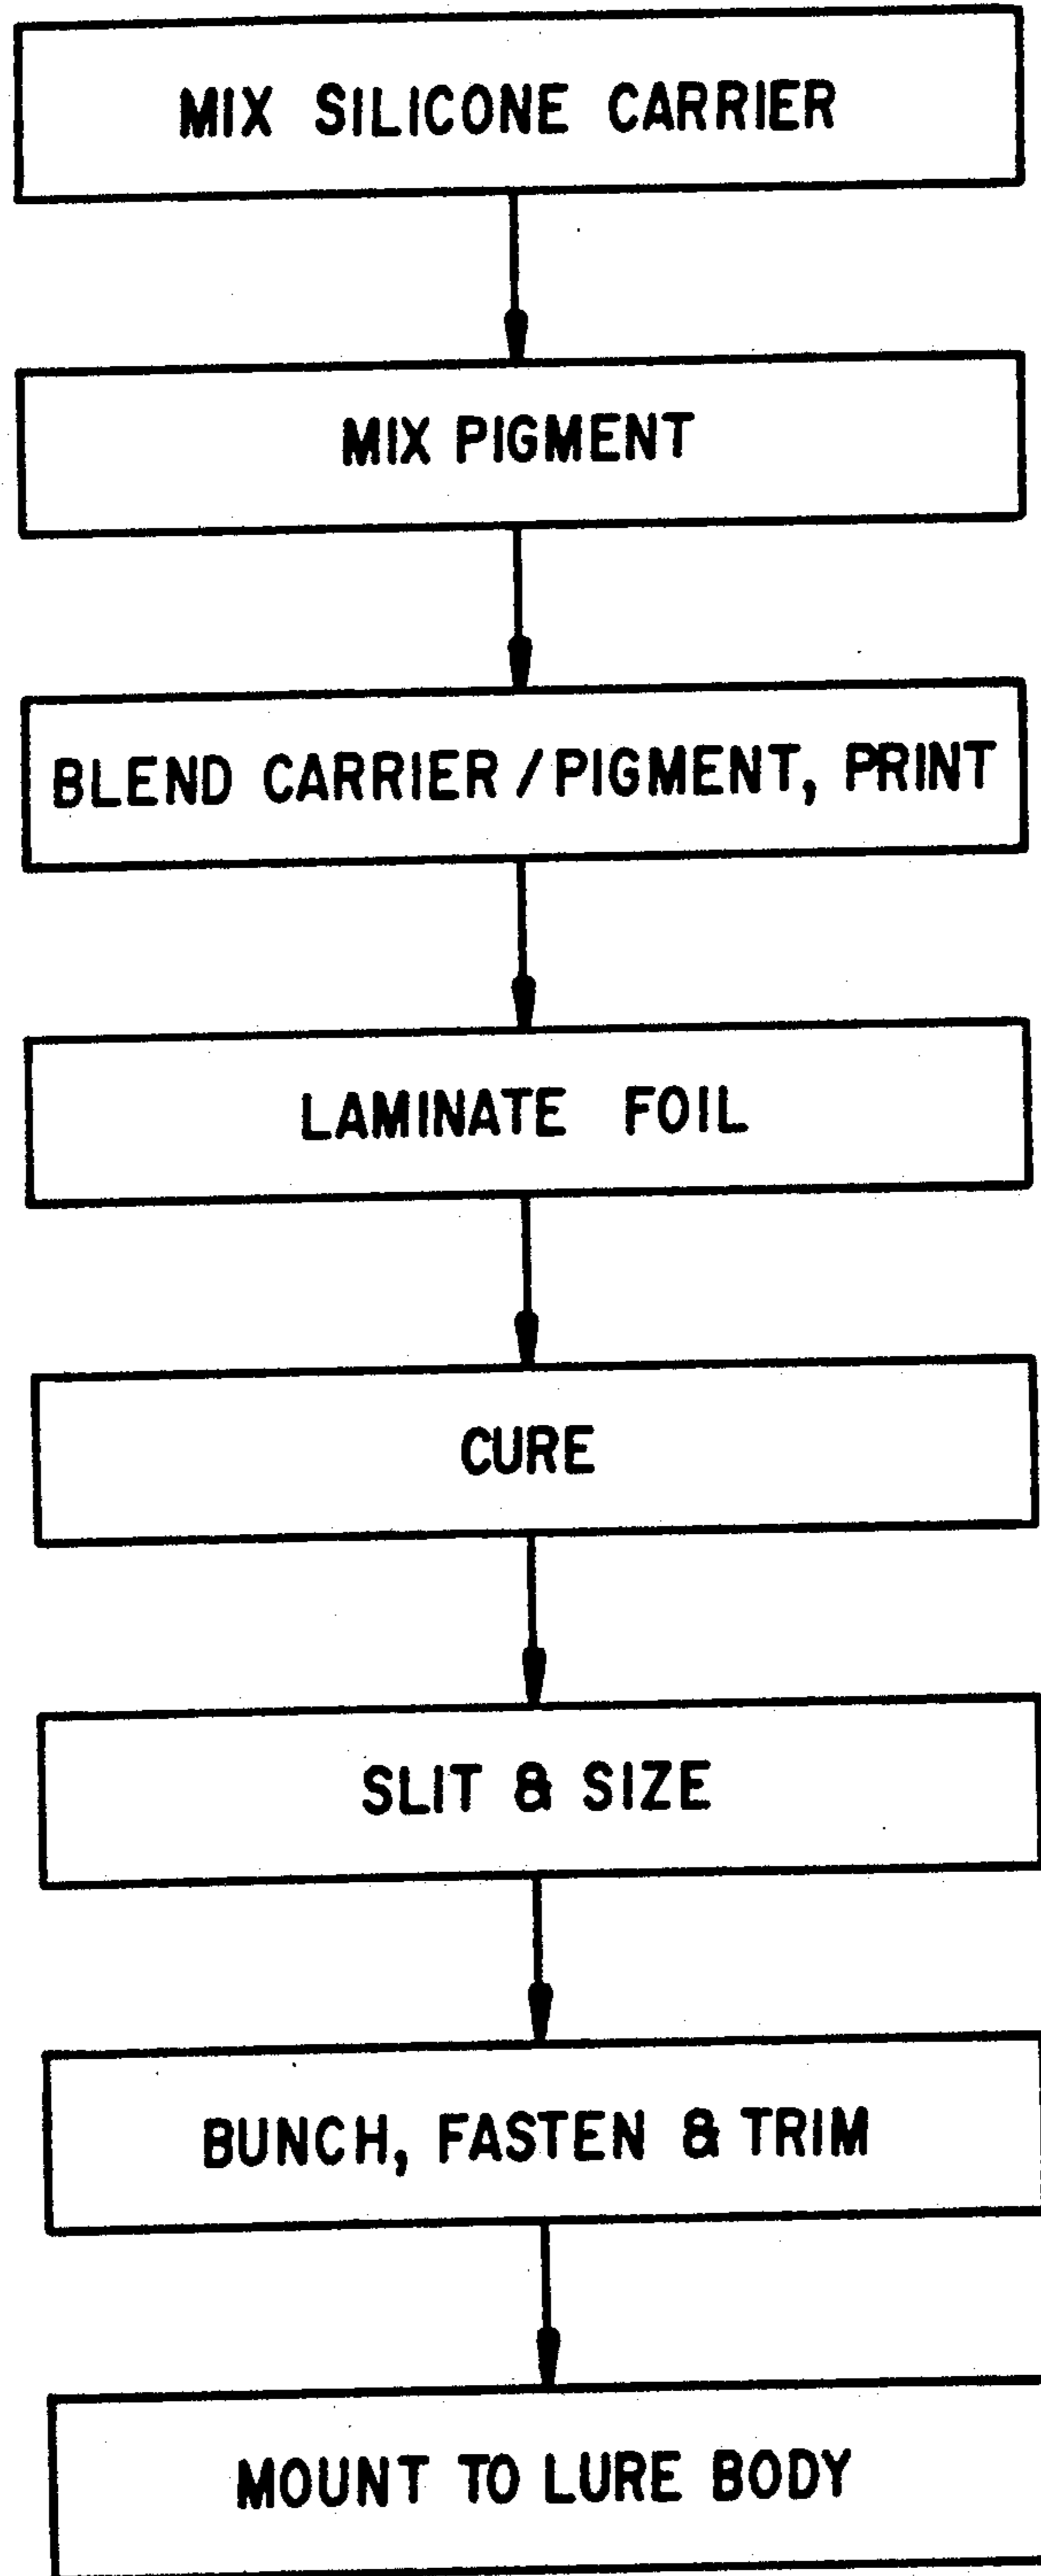 MIX SILICONE CARRIER
MIX PIGMENT
BLEND CARRIER/PIGMENT, PRINT
LAMINATE FOIL
CURE
SLIT & SIZE
BUNCH, FASTEN & TRIM
MOUNT TO LURE BODY